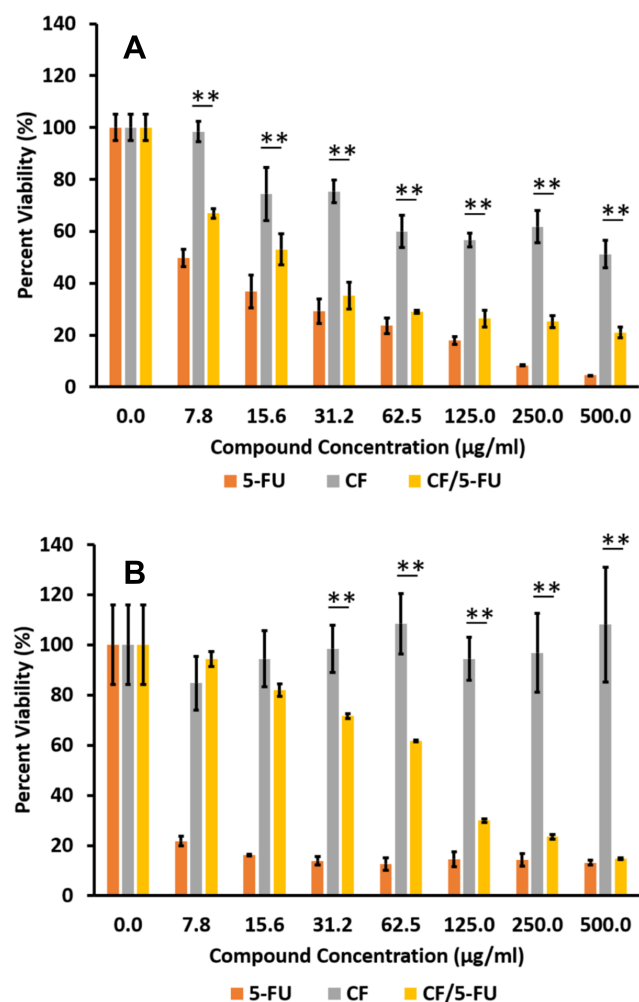 A
Percent Viability (%)
140
120
100
80
60
40
20
0
** ** ** ** ** ** **
0.0 7.8 15.6 31.2 62.5 125.0 250.0 500.0
Compound Concentration (µg/ml)
5-FU CF CF/5-FU
B
Percent Viability (%)
140
120
100
80
60
40
20
0
** ** ** ** **
0.0 7.8 15.6 31.2 62.5 125.0 250.0 500.0
Compound Concentration (µg/ml)
5-FU CF CF/5-FU